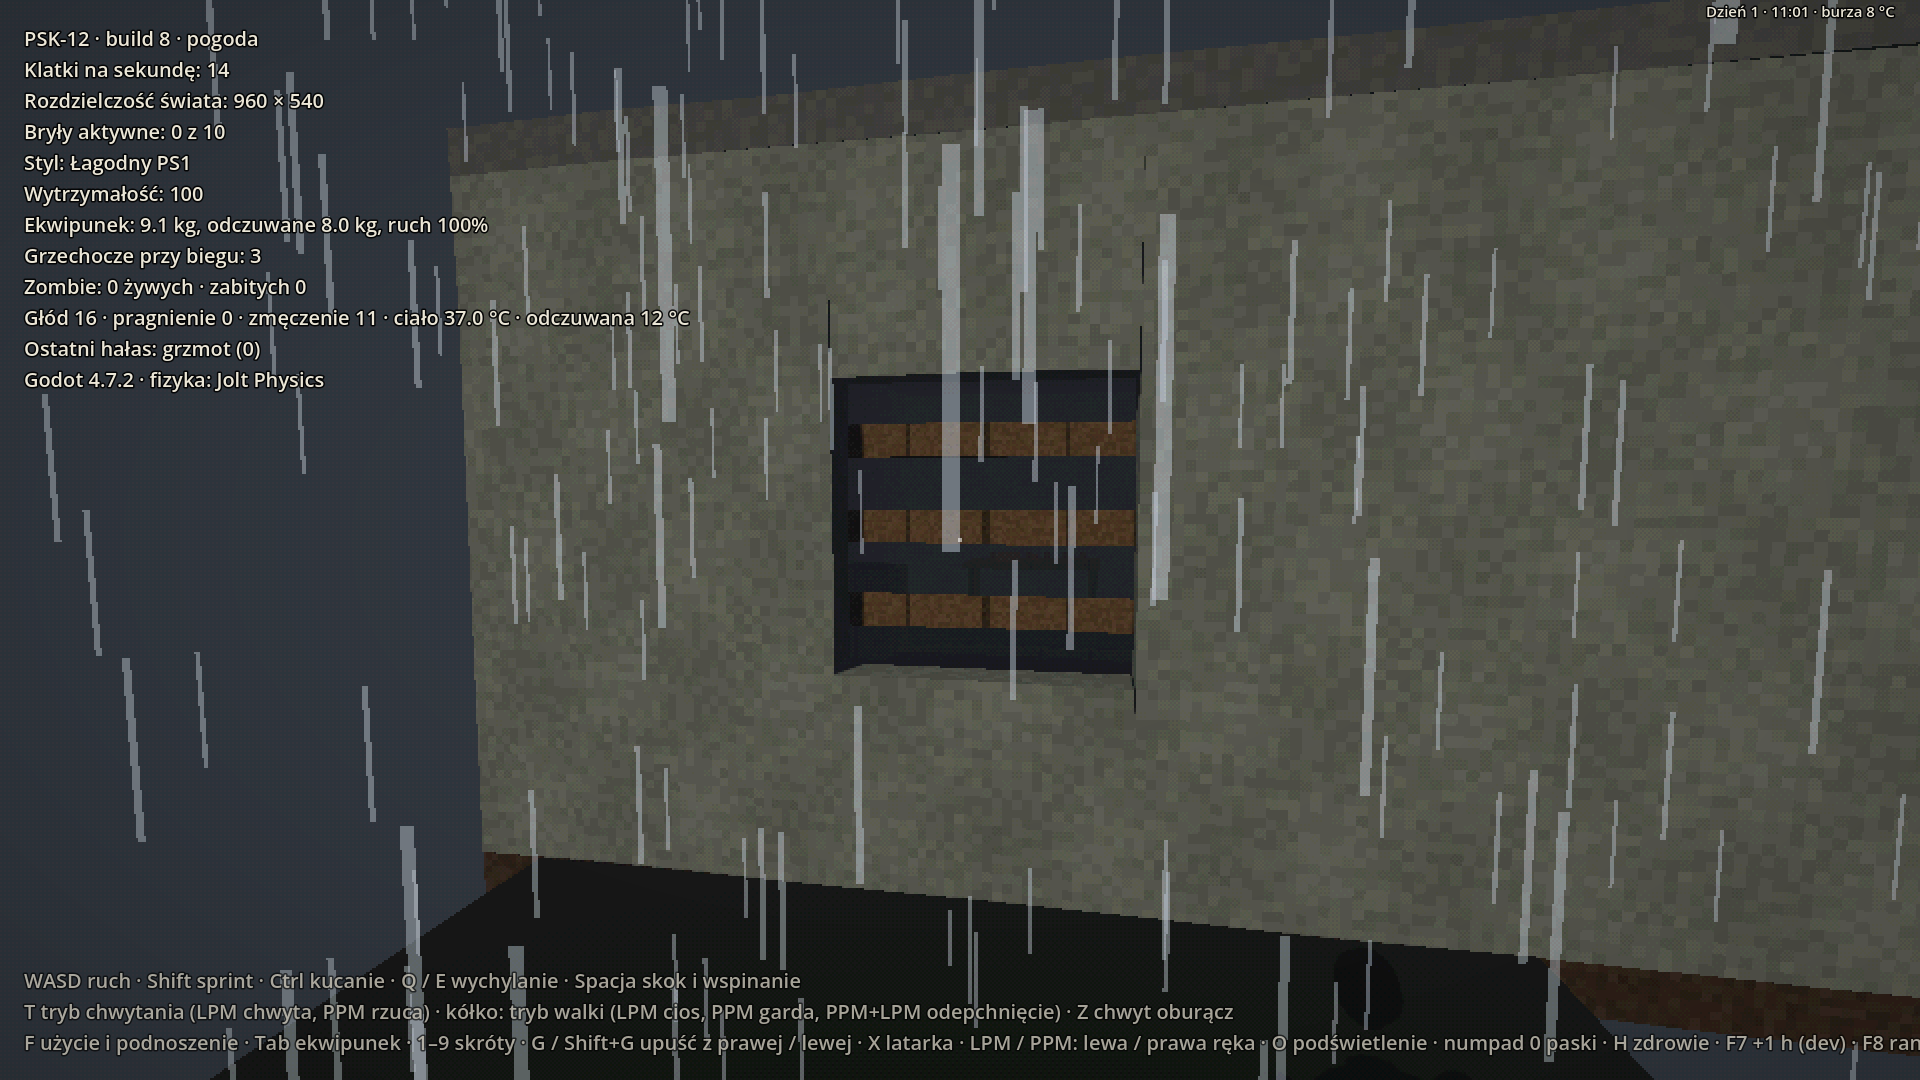 Dzień 1 · 11:01 · burza 8 °C
PSK-12 · build 8 · pogoda
Klatki na sekundę: 14
Rozdzielczość świata: 960 × 540
Bryły aktywne: 0 z 10
Styl: Łagodny PS1
Wytrzymałość: 100
Ekwipunek: 9.1 kg, odczuwane 8.0 kg, ruch 100%
Grzechocze przy biegu: 3
Zombie: 0 żywych · zabitych 0
Głód 16 · pragnienie 0 · zmęczenie 11 · ciało 37.0 °C · odczuwana 12 °C
Ostatni hałas: grzmot (0)
Godot 4.7.2 · fizyka: Jolt Physics
WASD ruch · Shift sprint · Ctrl kucanie · Q / E wychylanie · Spacja skok i wspinanie
T tryb chwytania (LPM chwyta, PPM rzuca) · kółko: tryb walki (LPM cios, PPM garda, PPM+LPM odepchnięcie) · Z chwyt oburącz
F użycie i podnoszenie · Tab ekwipunek · 1–9 skróty · G / Shift+G upuść z prawej / lewej · X latarka · LPM / PPM: lewa / prawa ręka · O podświetlenie · numpad 0 paski · H zdrowie · F7 +1 h (dev) · F8 ran